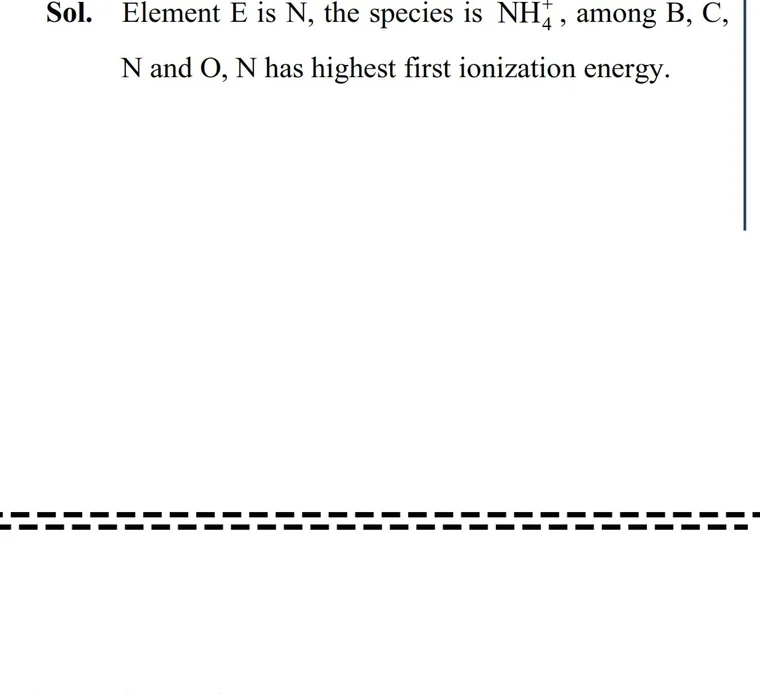 Sol. Element E is N, the species is NH₄⁺, among B, C,
N and O, N has highest first ionization energy.